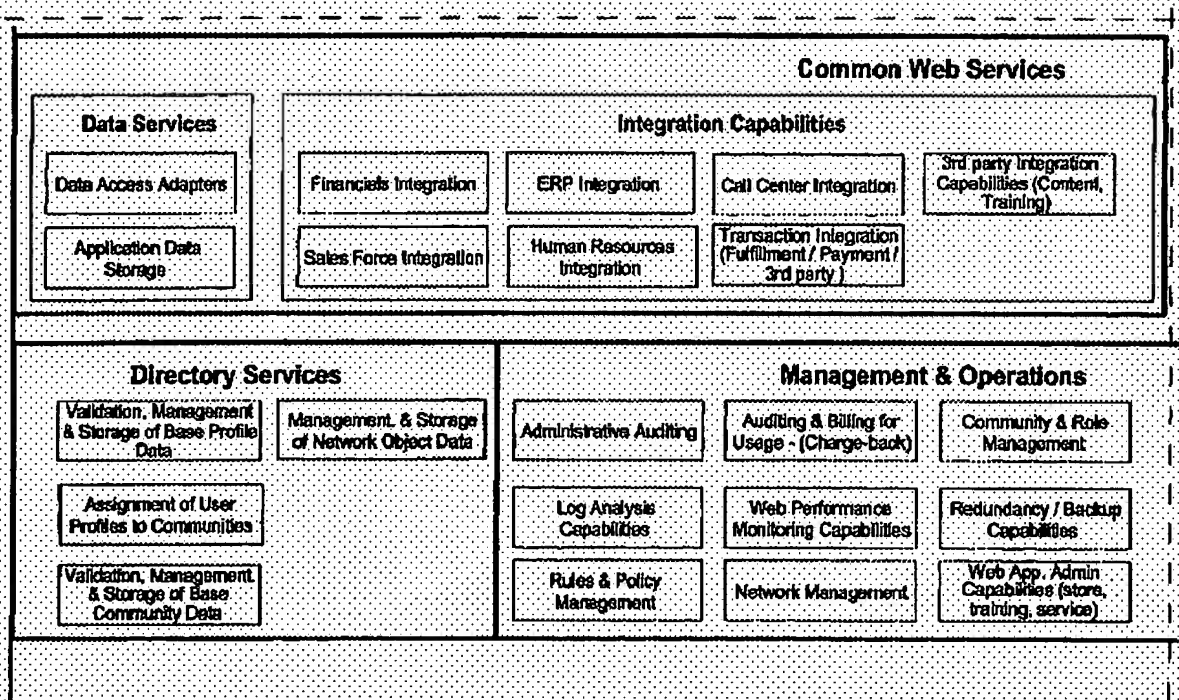 Common Web Services
Data Services
Data Access Adapters
Application Data
Storage
Integration Capabilities
Financials Integration
ERP Integration
Call Center Integration
3rd party Integration
Capabilities (Content,
Training)
Sales Force Integration
Human Resources
Integration
Transaction Integration
(Fulfillment / Payment /
3rd party )
Directory Services
Validation, Management
& Storage of Base Profile
Data
Management & Storage
of Network Object Data
Assignment of User
Profiles to Communities
Validation, Management
& Storage of Base
Community Data
Management & Operations
Administrative Auditing
Auditing & Billing for
Usage - (Charge-back)
Community & Role
Management
Log Analysis
Capabilities
Web Performance
Monitoring Capabilities
Redundancy / Backup
Capabilities
Rules & Policy
Management
Network Management
Web App. Admin
Capabilities (store,
training, service)